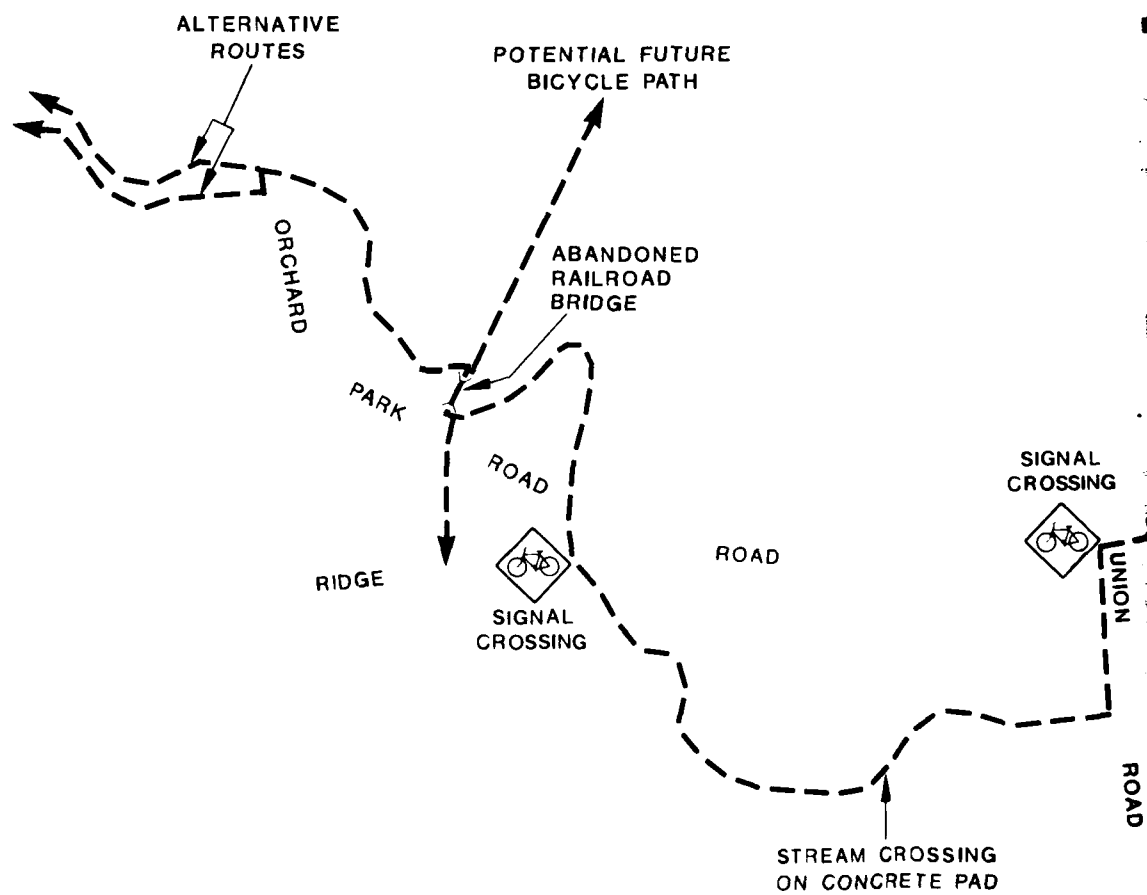 ALTERNATIVE
ROUTES
POTENTIAL FUTURE
BICYCLE PATH
ORCHARD
ABANDONED
RAILROAD
BRIDGE
PARK
ROAD
SIGNAL
CROSSING
RIDGE
ROAD
UNION
SIGNAL
CROSSING
ROAD
STREAM CROSSING
ON CONCRETE PAD